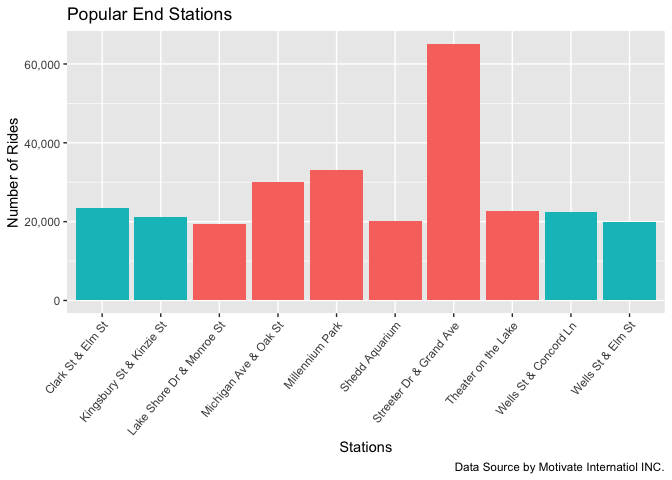 Popular End Stations
Number of Rides
60,000
40,000
20,000
0
Clark St & Elm St
Kingsbury St & Kinzie St
Lake Shore Dr & Monroe St
Michigan Ave & Oak St
Millennium Park
Shedd Aquarium
Streeter Dr & Grand Ave
Theater on the Lake
Wells St & Concord Ln
Wells St & Elm St
Stations
Data Source by Motivate Internatiol INC.